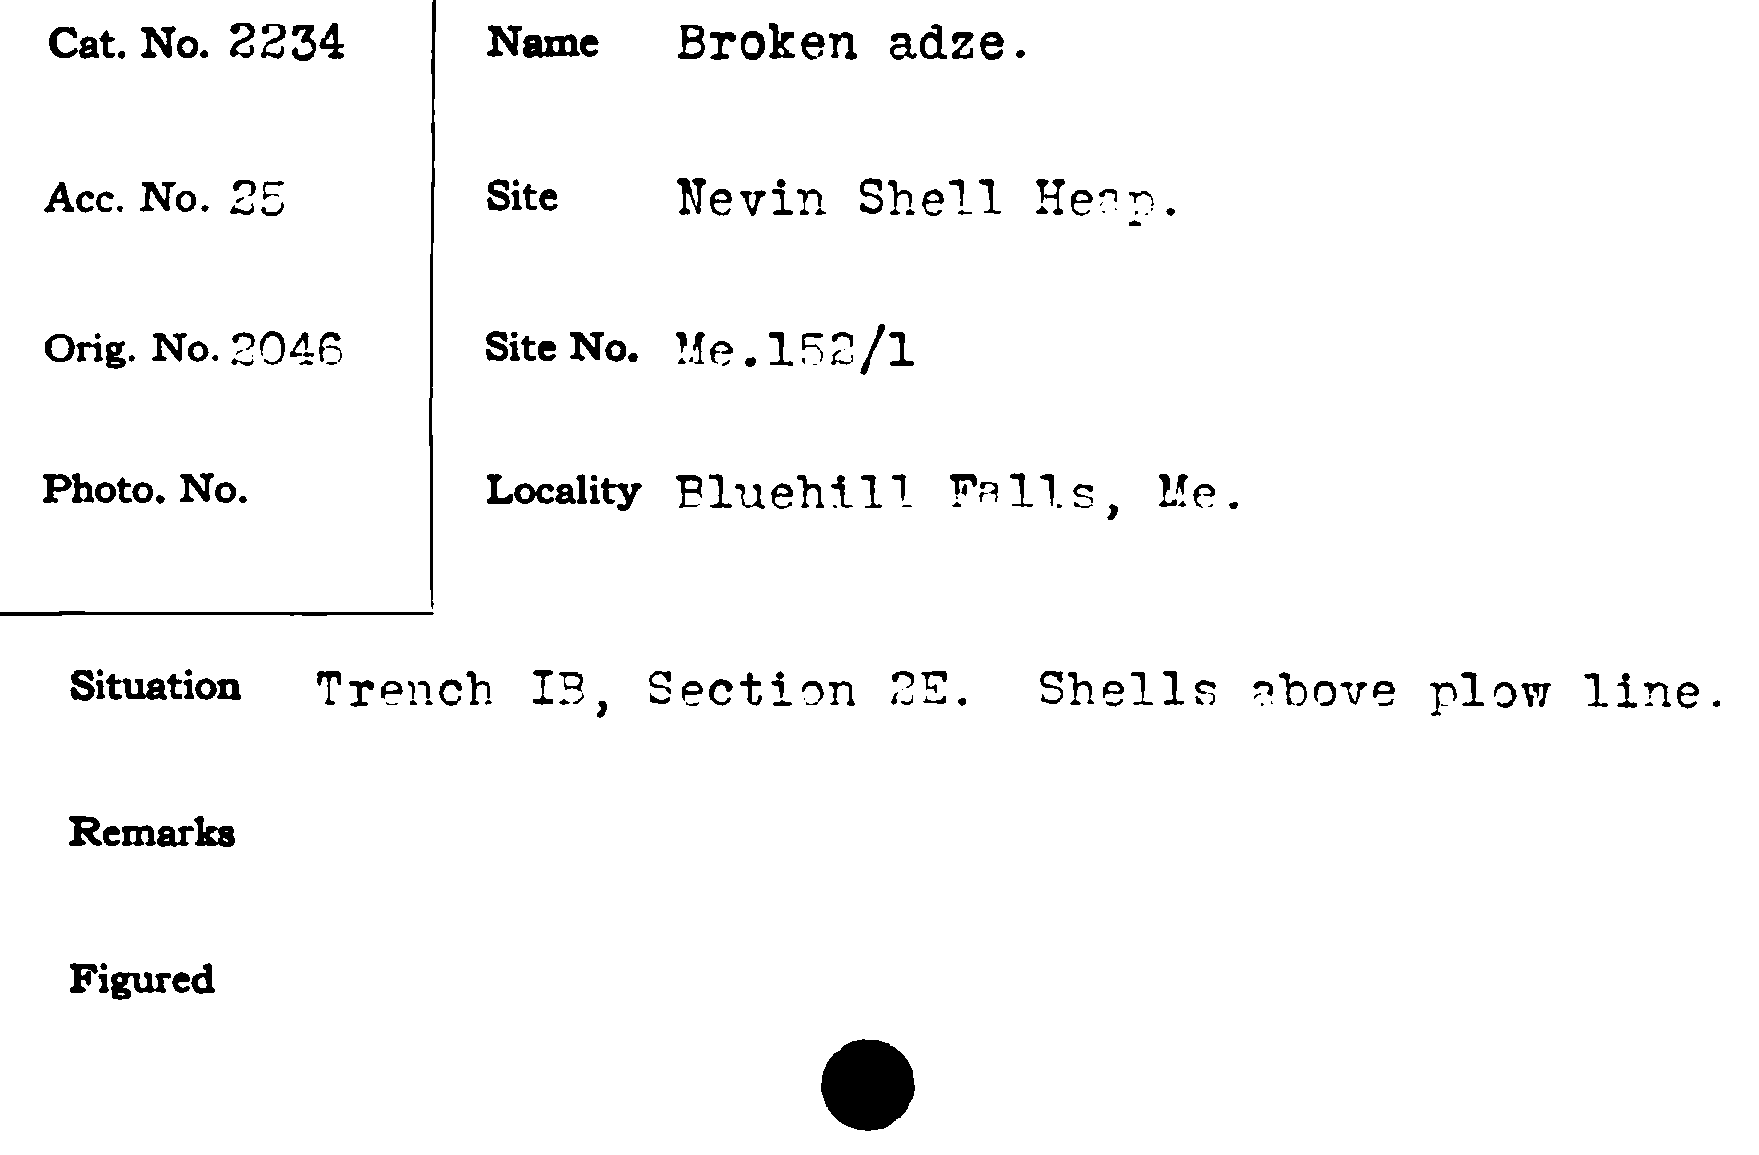 Cat. No. 2234
Name Broken adze.
Acc. No. 25
Site Nevin Shell Heap.
Orig. No. 2046
Site No. Me.152/1
Photo. No.
Locality Bluehill Falls, Me.
Situation Trench IB, Section 2E. Shells above plow line.
Remarks
Figured